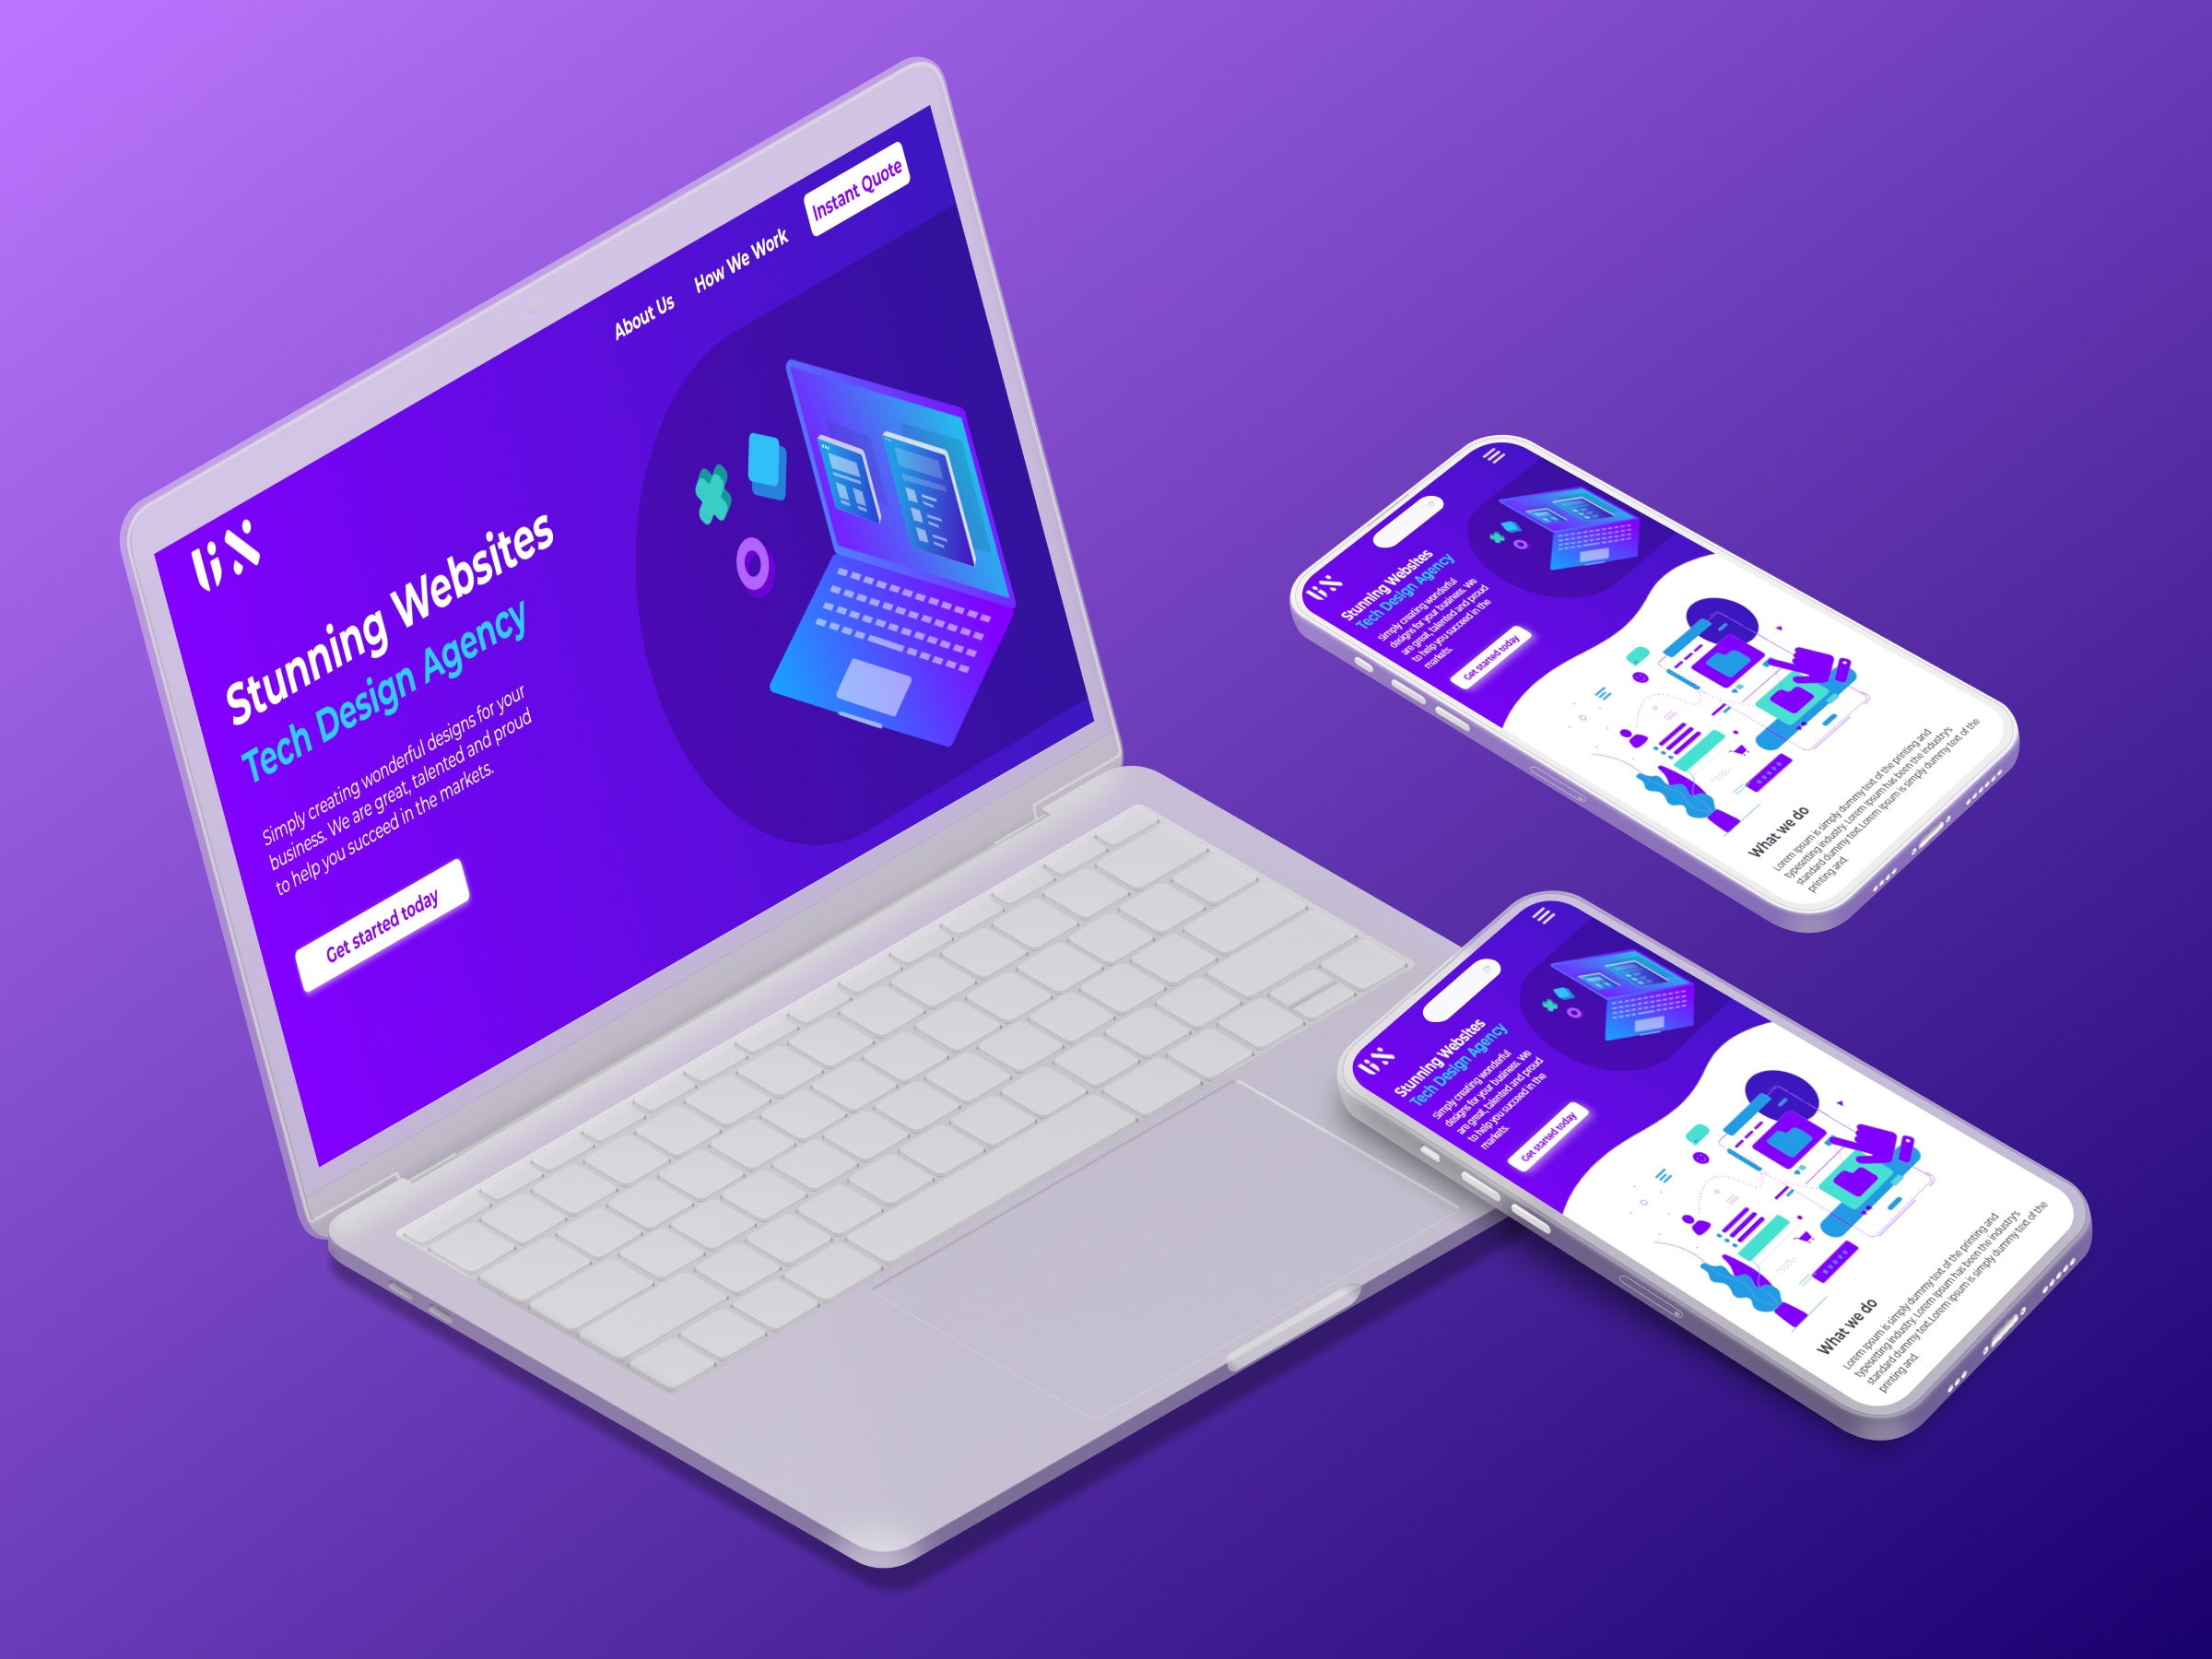 About Us
How We Work
Instant Quote
Stunning Websites
Tech Design Agency
Simply creating wonderful designs for your
business. We are great, talented and proud
to help you succeed in the markets.
Get started today
Stunning Websites
Tech Design Agency
Simply creating wonderful
designs for your business. We
are great, talented and proud
to help you succeed in the
markets.
Get started today
What we do
Lorem Ipsum is simply dummy text of the printing and
typesetting industry. Lorem Ipsum has been the industry's
standard dummy text.Lorem Ipsum is simply dummy text of the
printing and.
Stunning Websites
Tech Design Agency
Simply creating wonderful
designs for your business. We
are great, talented and proud
to help you succeed in the
markets.
Get started today
What we do
Lorem Ipsum is simply dummy text of the printing and
typesetting industry. Lorem Ipsum has been the industry's
standard dummy text.Lorem Ipsum is simply dummy text of the
printing and.